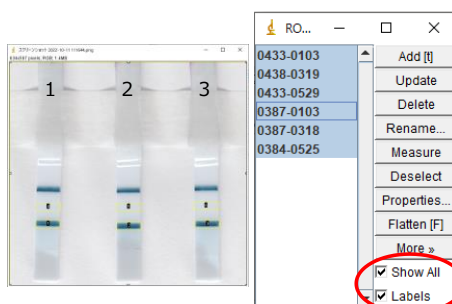 1 2 3
RO...
0433-0103
0438-0319
0433-0529
0387-0103
0387-0318
0384-0525
Add [t]
Update
Delete
Rename...
Measure
Deselect
Properties...
Flatten [F]
More »
Show All
Labels